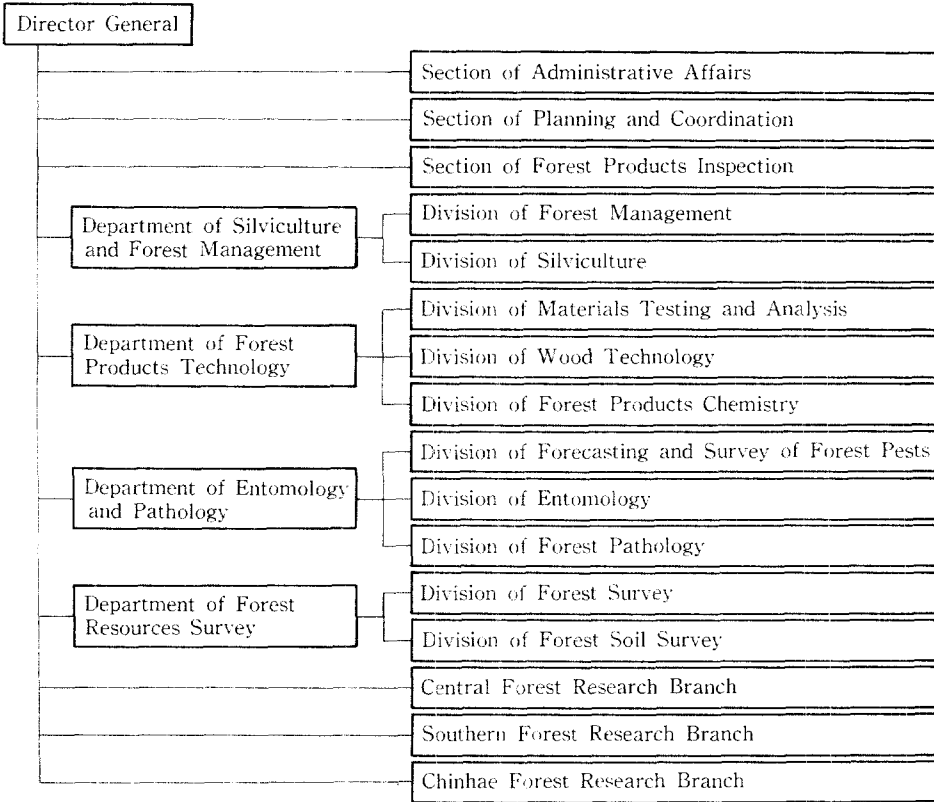 Director General
Section of Administrative Affairs
Section of Planning and Coordination
Section of Forest Products Inspection
Department of Silviculture
and Forest Management
Division of Forest Management
Division of Silviculture
Department of Forest
Products Technology
Division of Materials Testing and Analysis
Division of Wood Technology
Division of Forest Products Chemistry
Department of Entomology
and Pathology
Division of Forecasting and Survey of Forest Pests
Division of Entomology
Division of Forest Pathology
Department of Forest
Resources Survey
Division of Forest Survey
Division of Forest Soil Survey
Central Forest Research Branch
Southern Forest Research Branch
Chinhae Forest Research Branch